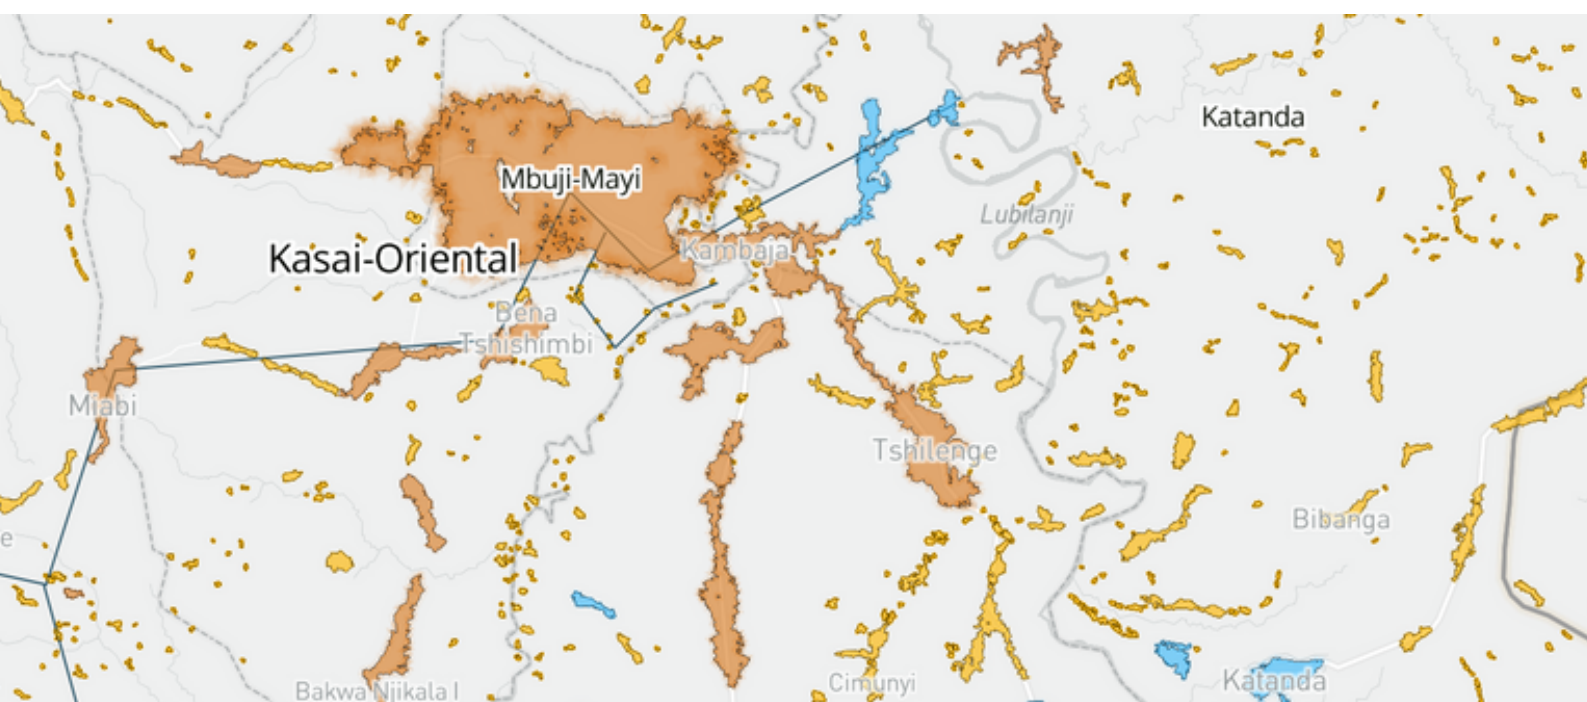 Katanda
Mbuji-Mayi
Lubilanji
Kambaja
Kasai-Oriental
Bena
Tshishimbi
Miabi
Tshilenge
Bibanga
e
Cimunyi
Katanda
Bakwa Njikala I